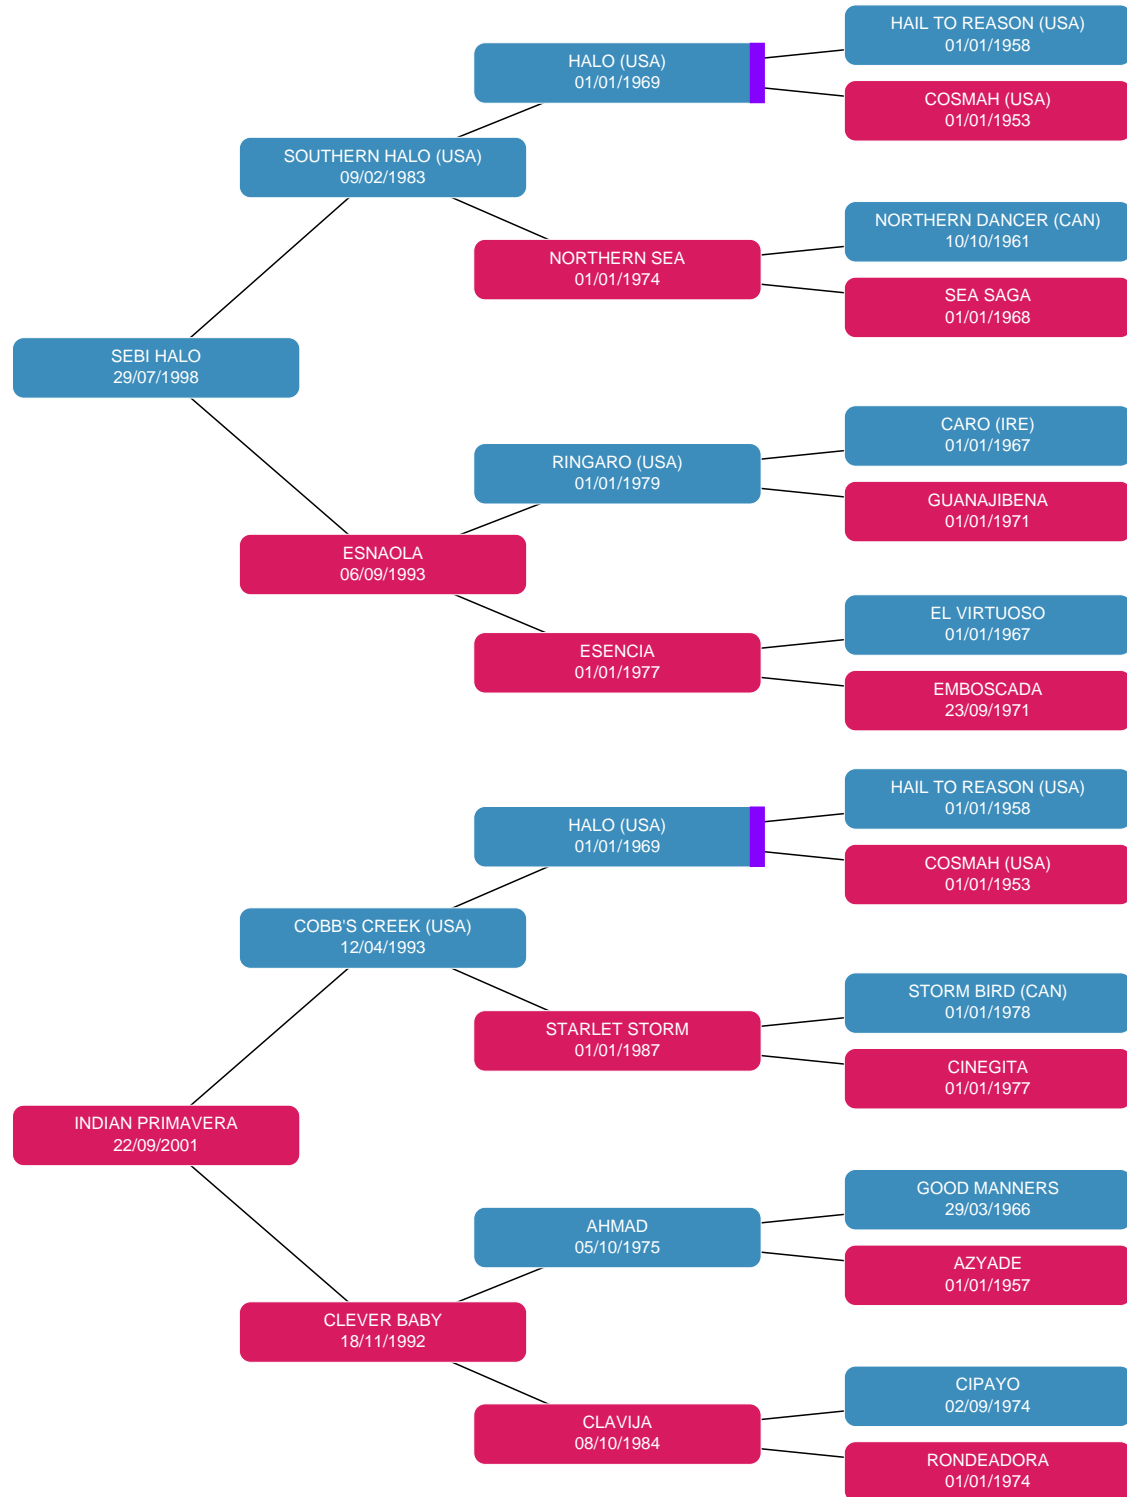 HAIL TO REASON (USA)
01/01/1958
HALO (USA)
01/01/1969
COSMAH (USA)
01/01/1953
SOUTHERN HALO (USA)
09/02/1983
NORTHERN DANCER (CAN)
10/10/1961
NORTHERN SEA
01/01/1974
SEA SAGA
01/01/1968
SEBI HALO
29/07/1998
CARO (IRE)
01/01/1967
RINGARO (USA)
01/01/1979
GUANAJIBENA
01/01/1971
ESNAOLA
06/09/1993
EL VIRTUOSO
01/01/1967
ESENCIA
01/01/1977
EMBOSCADA
23/09/1971
HAIL TO REASON (USA)
01/01/1958
HALO (USA)
01/01/1969
COSMAH (USA)
01/01/1953
COBB'S CREEK (USA)
12/04/1993
STORM BIRD (CAN)
01/01/1978
STARLET STORM
01/01/1987
CINEGITA
01/01/1977
INDIAN PRIMAVERA
22/09/2001
GOOD MANNERS
29/03/1966
AHMAD
05/10/1975
AZYADE
01/01/1957
CLEVER BABY
18/11/1992
CIPAYO
02/09/1974
CLAVIJA
08/10/1984
RONDEADORA
01/01/1974